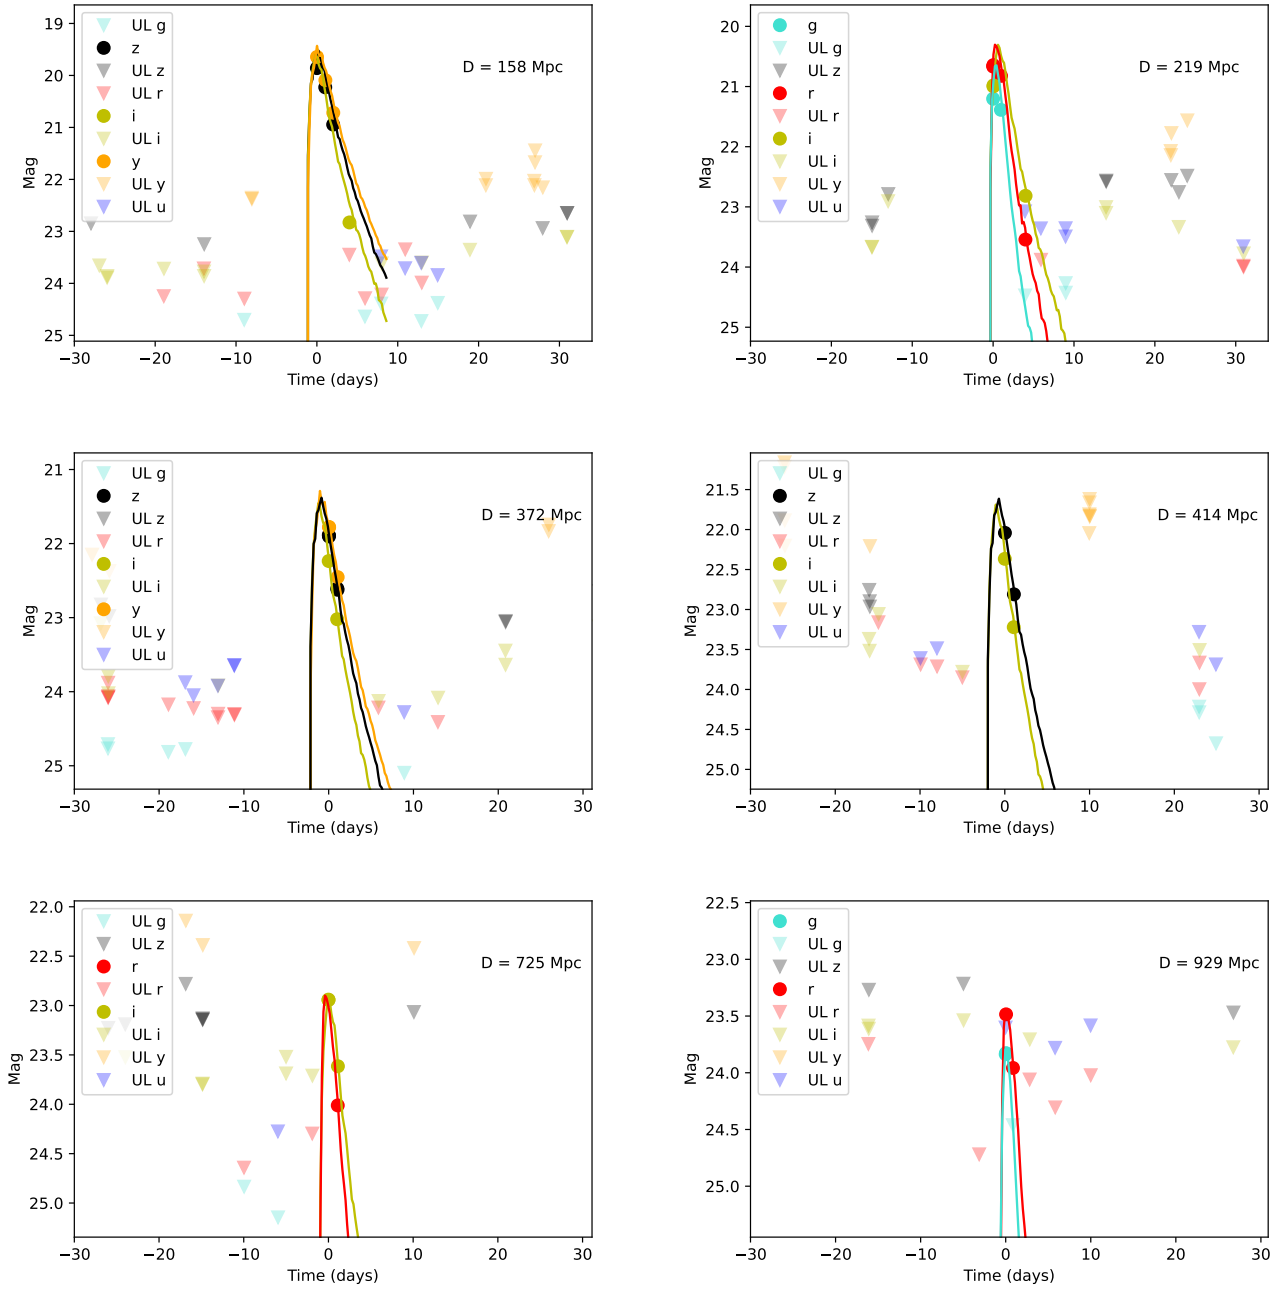 19
20
21
22
23
24
25
Mag
UL g
z
UL z
UL r
i
UL i
y
UL y
UL u
D = 158 Mpc
−30 −20 −10 0 10 20 30
Time (days)
20
21
22
23
24
25
Mag
g
UL g
UL z
r
UL r
i
UL i
UL y
UL u
D = 219 Mpc
−30 −20 −10 0 10 20 30
Time (days)
21
22
23
24
25
Mag
UL g
z
UL z
UL r
i
UL i
y
UL y
UL u
D = 372 Mpc
−30 −20 −10 0 10 20 30
Time (days)
21.5
22.0
22.5
23.0
23.5
24.0
24.5
25.0
Mag
UL g
z
UL z
UL r
i
UL i
UL y
UL u
D = 414 Mpc
−30 −20 −10 0 10 20 30
Time (days)
22.0
22.5
23.0
23.5
24.0
24.5
25.0
Mag
UL g
UL z
r
UL r
i
UL i
UL y
UL u
D = 725 Mpc
−30 −20 −10 0 10 20 30
Time (days)
22.5
23.0
23.5
24.0
24.5
25.0
Mag
g
UL g
UL z
r
UL r
UL i
UL y
UL u
D = 929 Mpc
−30 −20 −10 0 10 20 30
Time (days)